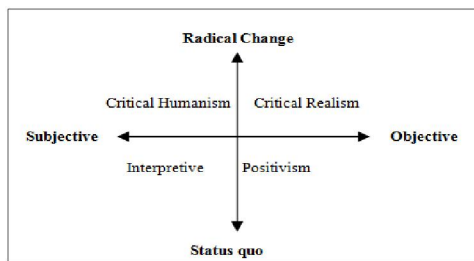 Radical Change
Critical Humanism Critical Realism
Subjective Objective
Interpretive Positivism
Status quo